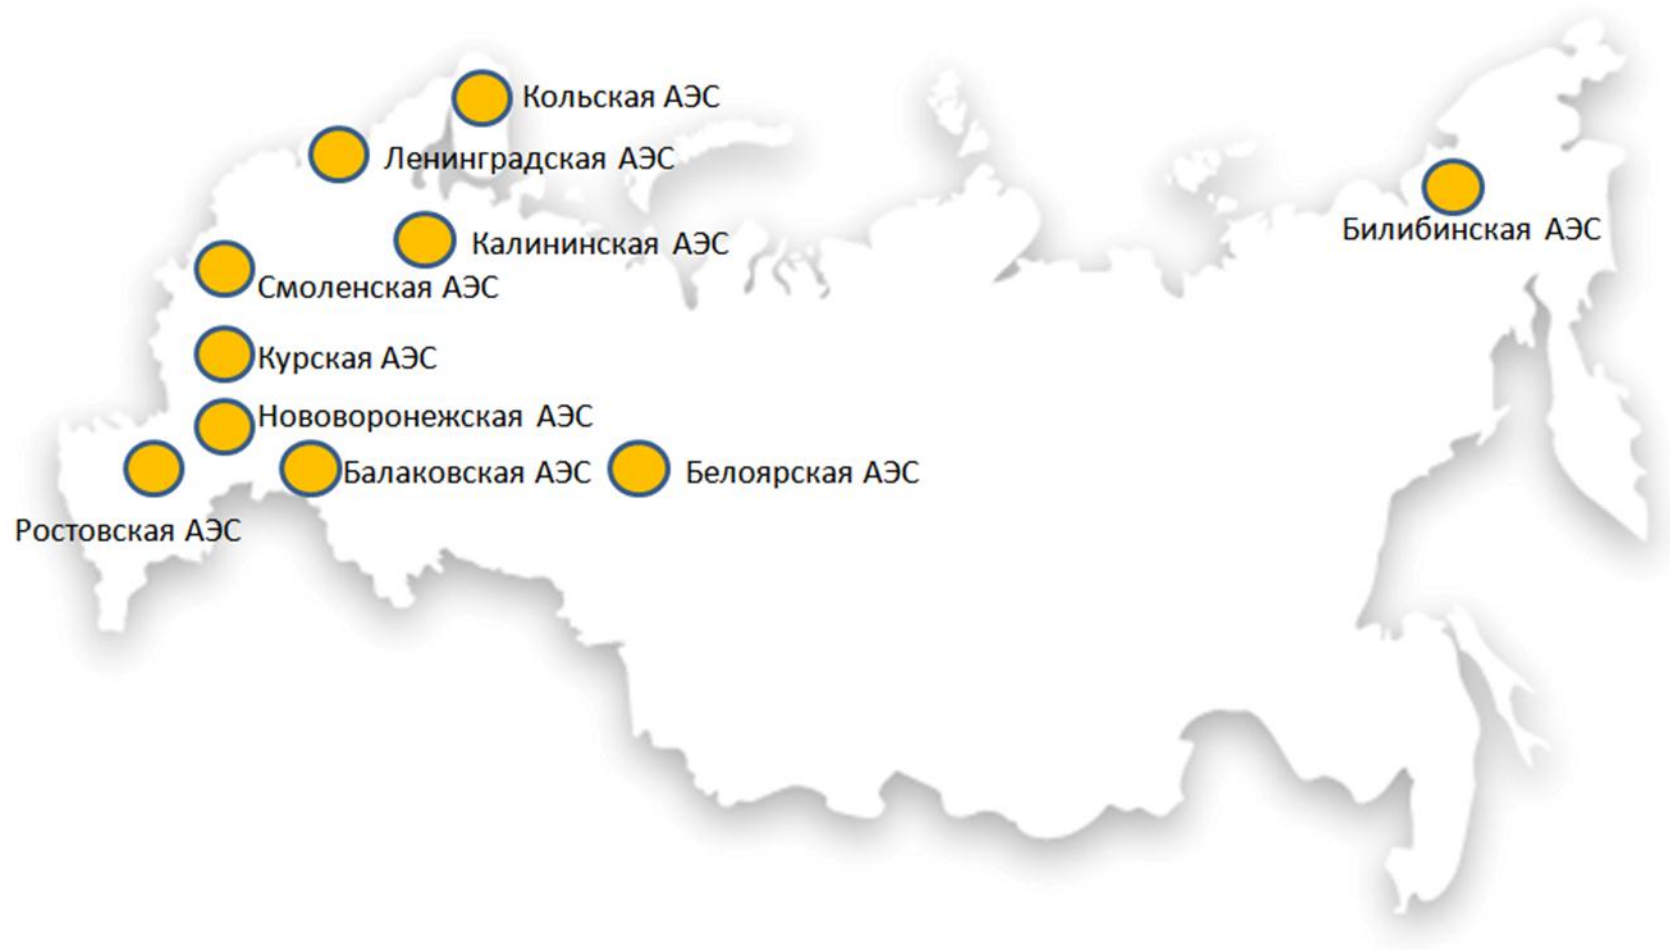 Кольская АЭС
Ленинградская АЭС
Билибинская АЭС
Калининская АЭС
Смоленская АЭС
Курская АЭС
Нововоронежская АЭС
Балаковская АЭС
Белоярская АЭС
Ростовская АЭС